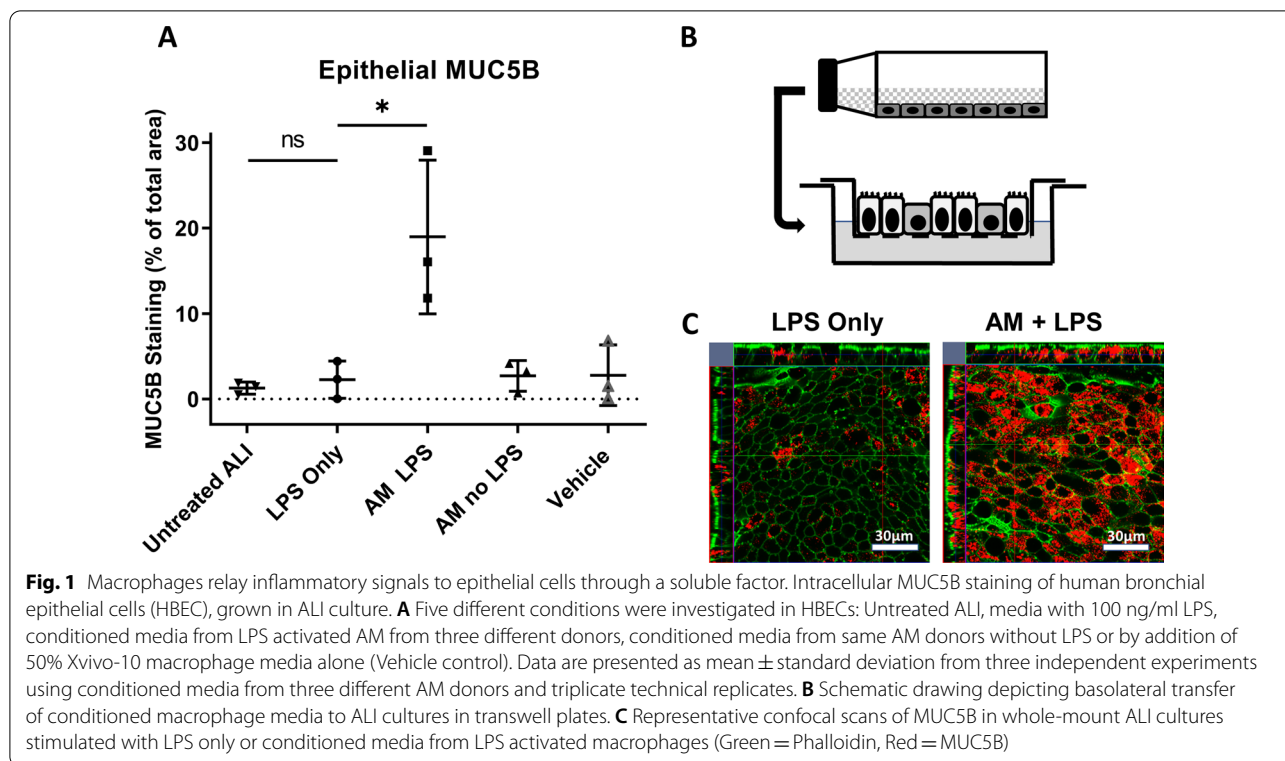 A
Epithelial MUC5B
MUC5B Staining (% of total area)
30
20
10
0
ns
*
Untreated ALI
LPS Only
AM LPS
AM no LPS
Vehicle
B
C
LPS Only
AM + LPS
30µm
30µm
Fig. 1 Macrophages relay inflammatory signals to epithelial cells through a soluble factor. Intracellular MUC5B staining of human bronchial
epithelial cells (HBEC), grown in ALI culture. A Five different conditions were investigated in HBECs: Untreated ALI, media with 100 ng/ml LPS,
conditioned media from LPS activated AM from three different donors, conditioned media from same AM donors without LPS or by addition of
50% Xvivo-10 macrophage media alone (Vehicle control). Data are presented as mean ± standard deviation from three independent experiments
using conditioned media from three different AM donors and triplicate technical replicates. B Schematic drawing depicting basolateral transfer
of conditioned macrophage media to ALI cultures in transwell plates. C Representative confocal scans of MUC5B in whole-mount ALI cultures
stimulated with LPS only or conditioned media from LPS activated macrophages (Green = Phalloidin, Red = MUC5B)